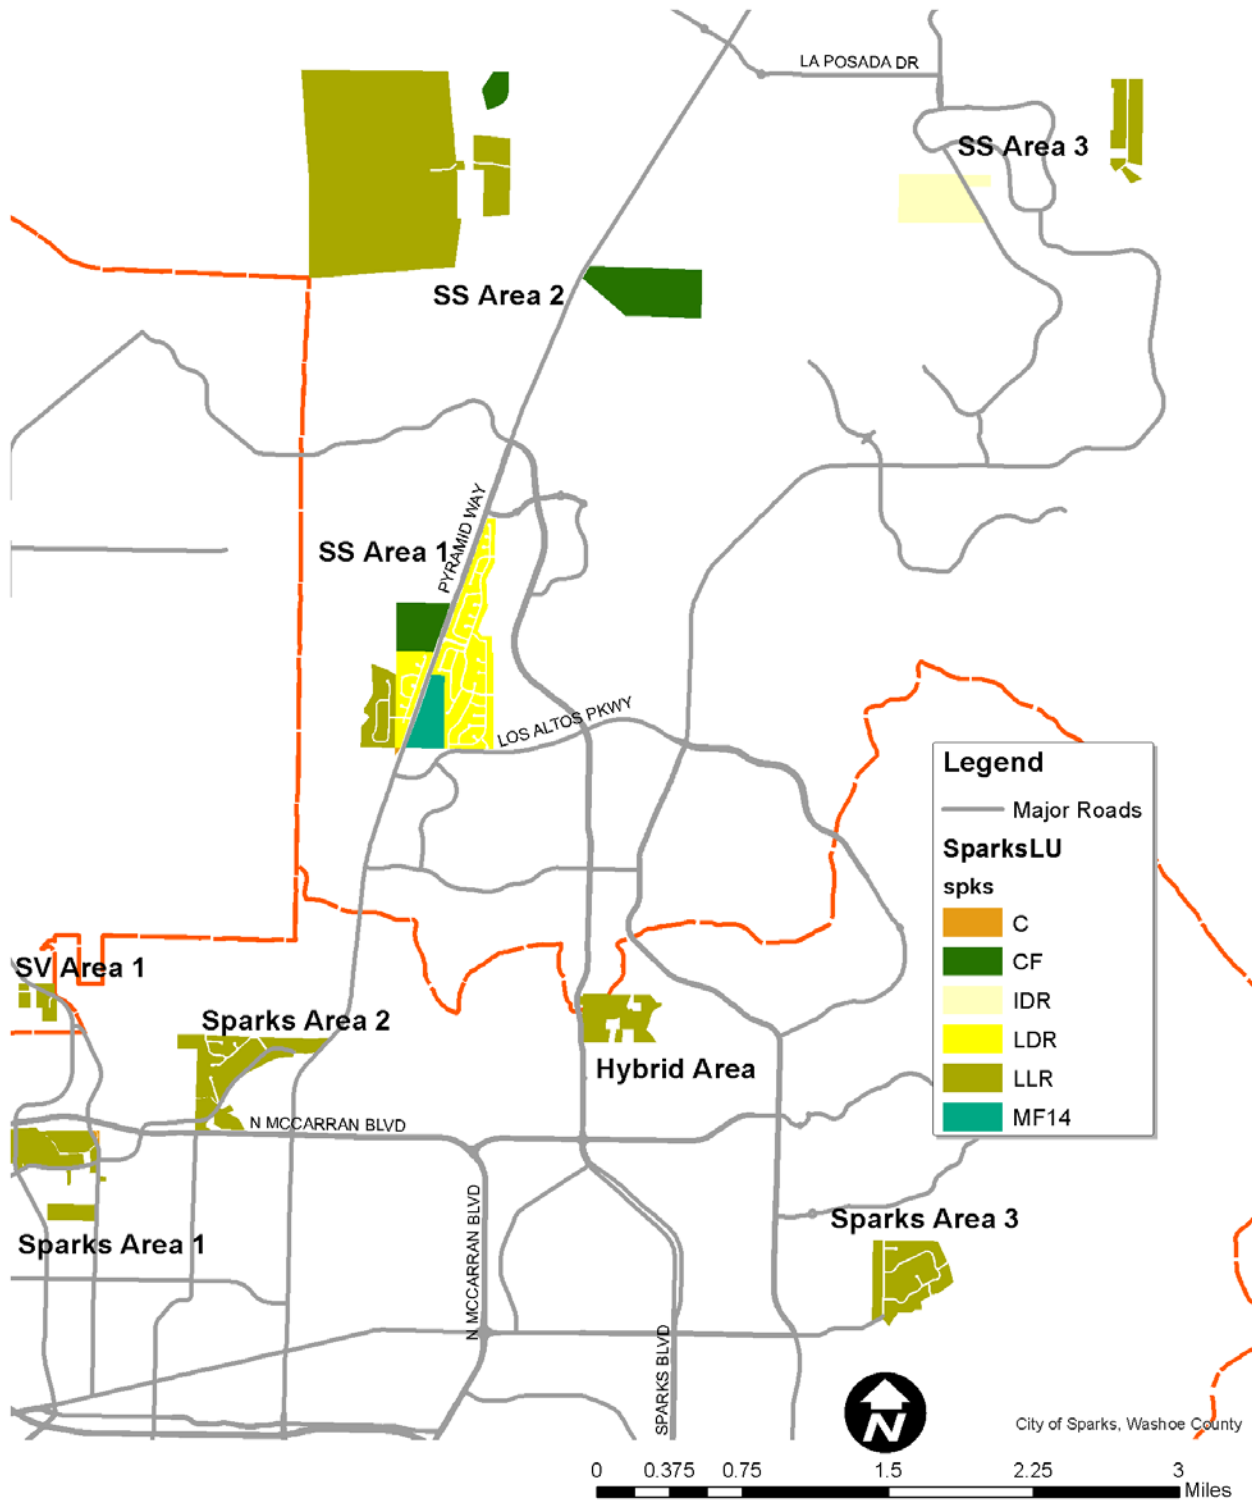 LA POSADA DR
SS Area 3
SS Area 2
PYRAMID WAY
SS Area 1
LOS ALTOS PKWY
Legend
Major Roads
SparksLU
spks
C
CF
IDR
LDR
LLR
MF14
SV Area 1
Sparks Area 2
Hybrid Area
N MCCARRAN BLVD
N MCCARRAN BLVD
Sparks Area 3
Sparks Area 1
SPARKS BLVD
N
City of Sparks, Washoe County
0 0.375 0.75 1.5 2.25 3
Miles